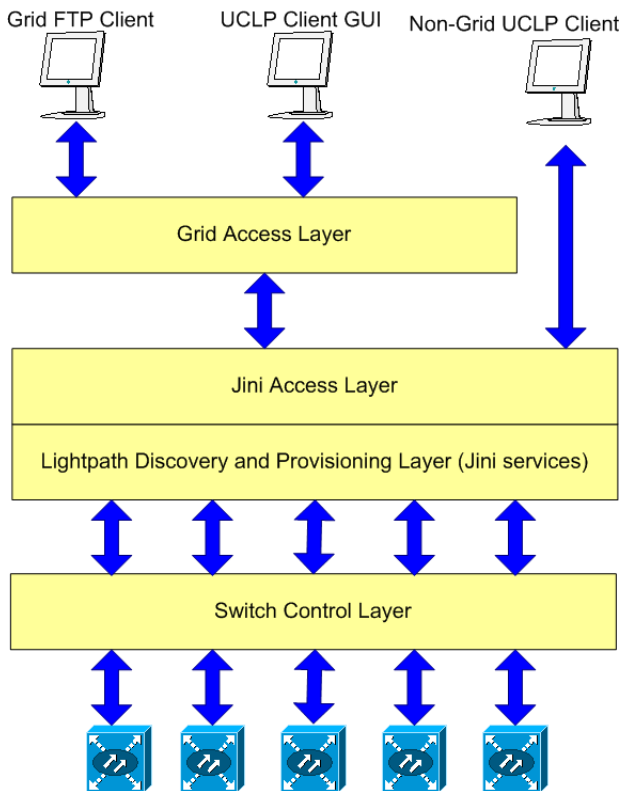 Grid FTP Client
UCLP Client GUI
Non-Grid UCLP Client
Grid Access Layer
Jini Access Layer
Lightpath Discovery and Provisioning Layer (Jini services)
Switch Control Layer